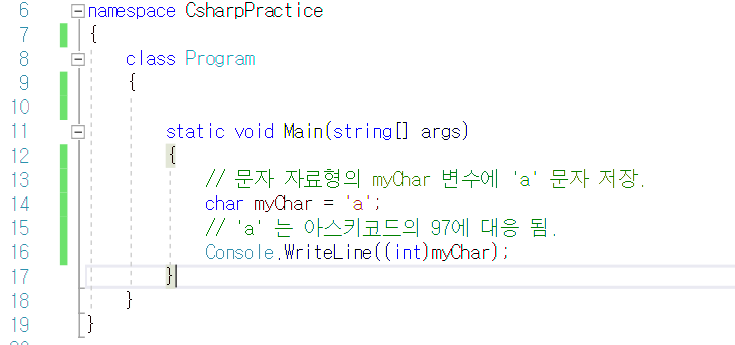 6 namespace CsharpPractice
7 {
8 class Program
9 {
10
11 static void Main(string[] args)
12 {
13 // 문자 자료형의 myChar 변수에 'a' 문자 저장.
14 char myChar = 'a';
15 // 'a' 는 아스키코드의 97에 대응 됨.
16 Console.WriteLine((int)myChar);
17 }
18 }
19 }